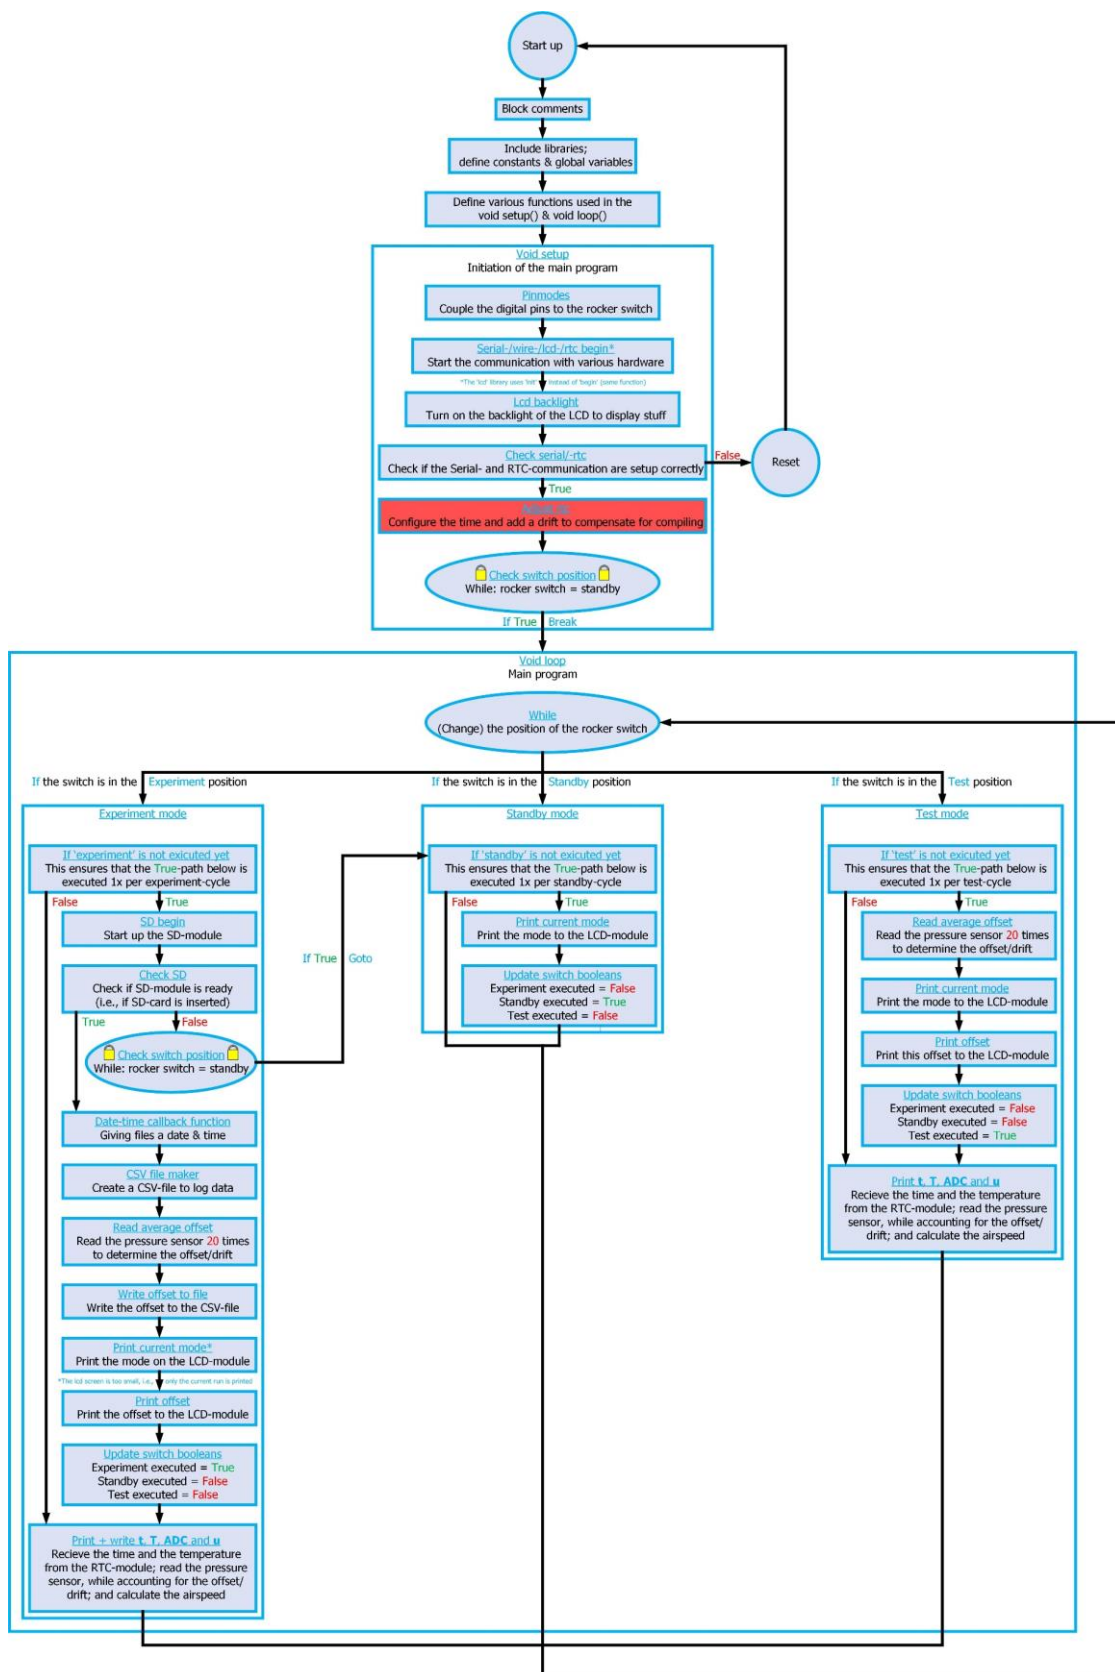 Start up
Block comments
Include libraries;
define constants & global variables
Define various functions used in the
void setup() & void loop()
Void setup
Initiation of the main program
Pinmodes
Couple the digital pins to the rocker switch
Serial-/wire-/lcd-/rtc begin*
Start the communication with various hardware
*The 'lcd' library uses 'init' instead of 'begin' (same function)
Lcd backlight
Turn on the backlight of the LCD to display stuff
Check serial/-rtc
Check if the Serial- and RTC-communication are setup correctly
False
Reset
True
Configure the time and add a drift to compensate for compiling
Check switch position
While: rocker switch = standby
If True Break
Void loop
Main program
While
(Change) the position of the rocker switch
If the switch is in the Experiment position
Experiment mode
If 'experiment' is not exicuted yet
This ensures that the True-path below is
executed 1x per experiment-cycle
False True
SD begin
Start up the SD-module
Check SD
Check if SD-module is ready
(i.e., if SD-card is inserted)
True False
Check switch position
While: rocker switch = standby
If True Goto
Date-time callback function
Giving files a date & time
CSV file maker
Create a CSV-file to log data
Read average offset
Read the pressure sensor 20 times
to determine the offset/drift
Write offset to file
Write the offset to the CSV-file
Print current mode*
Print the mode on the LCD-module
*The lcd screen is too small, i.e., only the current run is printed
Print offset
Print the offset to the LCD-module
Update switch booleans
Experiment executed = True
Standby executed = False
Test executed = False
Print + write t, T, ADC and u
Recieve the time and the temperature
from the RTC-module; read the pressure
sensor, while accounting for the offset/
drift; and calculate the airspeed
If the switch is in the Standby position
Standby mode
If 'standby' is not exicuted yet
This ensures that the True-path below is
executed 1x per standby-cycle
False True
Print current mode
Print the mode to the LCD-module
Update switch booleans
Experiment executed = False
Standby executed = True
Test executed = False
If the switch is in the Test position
Test mode
If 'test' is not exicuted yet
This ensures that the True-path below is
executed 1x per test-cycle
False True
Read average offset
Read the pressure sensor 20 times
to determine the offset/drift
Print current mode
Print the mode to the LCD-module
Print offset
Print this offset to the LCD-module
Update switch booleans
Experiment executed = False
Standby executed = False
Test executed = True
Print t, T, ADC and u
Recieve the time and the temperature
from the RTC-module; read the pressure
sensor, while accounting for the offset/
drift; and calculate the airspeed